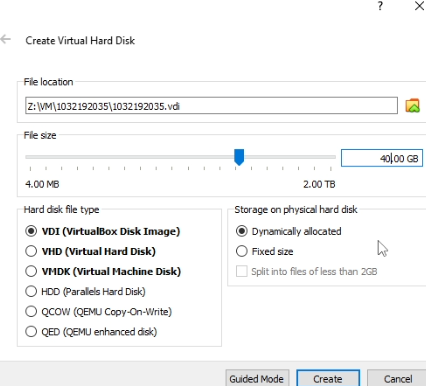 ?
Create Virtual Hard Disk
File location
Z:\VM\1032192035\1032192035.vdi
File size
40.00 GB
4.00 MB 2.00 TB
Hard disk file type
VDI (VirtualBox Disk Image)
VHD (Virtual Hard Disk)
VMDK (Virtual Machine Disk)
HDD (Parallels Hard Disk)
QCOW (QEMU Copy-On-Write)
QED (QEMU enhanced disk)
Storage on physical hard disk
Dynamically allocated
Fixed size
Split into files of less than 2GB
Guided Mode Create Cancel